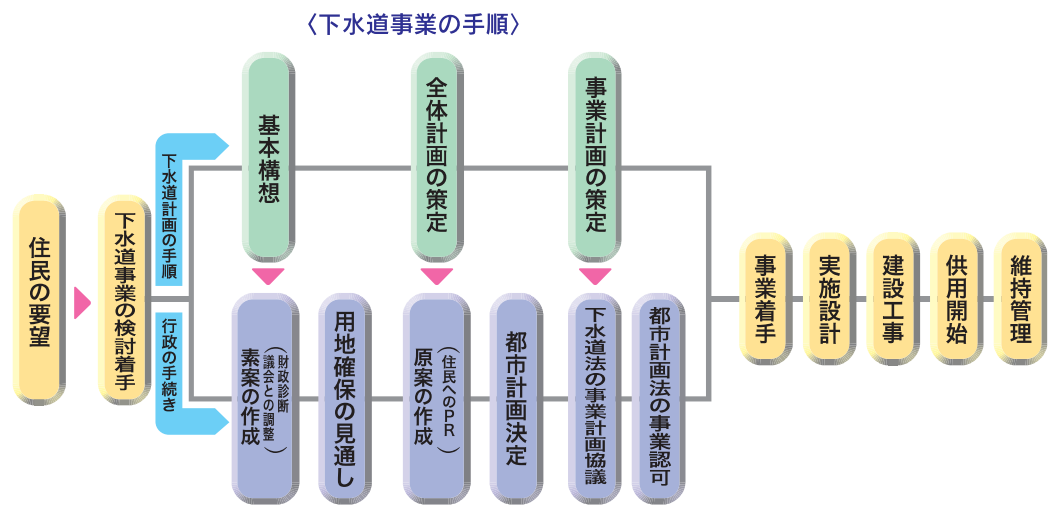 〈下水道事業の手順〉
住民の要望
下水道事業の検討着手
下水道計画の手順
基本構想
全体計画の策定
事業計画の策定
行政の手続き
素案の作成
(財政診断
議会との調整)
用地確保の見通し
原案の作成
(住民へのPR)
都市計画決定
下水道法の事業計画協議
都市計画法の事業認可
事業着手
実施設計
建設工事
供用開始
維持管理